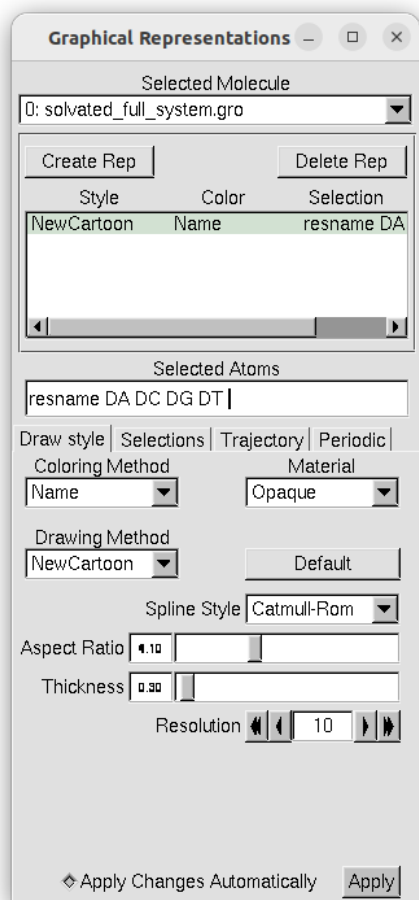 Graphical Representations
Selected Molecule
0: solvated_full_system.gro
Create Rep Delete Rep
Style Color Selection
NewCartoon Name resname DA
Selected Atoms
resname DA DC DG DT
Draw style Selections Trajectory Periodic
Coloring Method Material
Name Opaque
Drawing Method
NewCartoon Default
Spline Style Catmull-Rom
Aspect Ratio 4.10
Thickness 0.30
Resolution 10
Apply Changes Automatically Apply